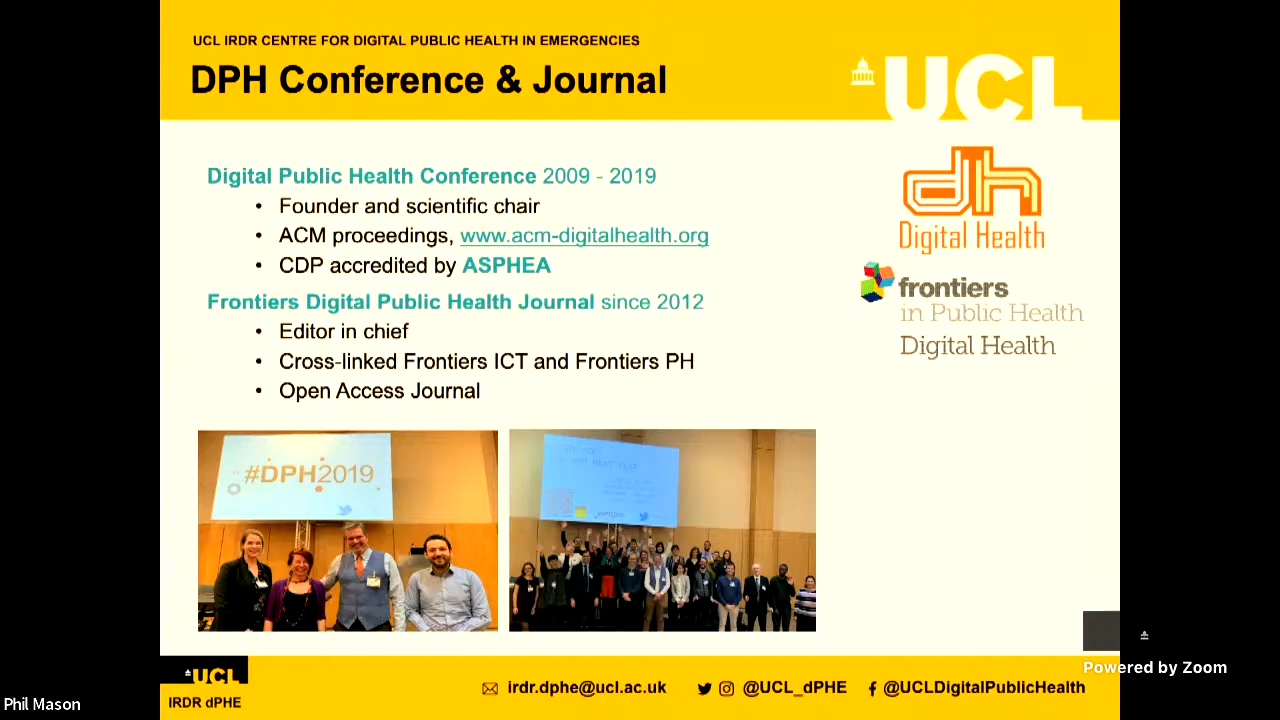 UCL IRDR CENTRE FOR DIGITAL PUBLIC HEALTH IN EMERGENCIES
DPH Conference & Journal
UCL
Digital Public Health Conference 2009 - 2019
• Founder and scientific chair
• ACM proceedings, www.acm-digitalhealth.org
• CDP accredited by ASPHEA
Frontiers Digital Public Health Journal since 2012
• Editor in chief
• Cross-linked Frontiers ICT and Frontiers PH
• Open Access Journal
dh
Digital Health
frontiers
in Public Health
Digital Health
#DPH2019
UCL
IRDR dPHE
irdr.dphe@ucl.ac.uk
@UCL_dPHE
@UCLDigitalPublicHealth
Powered by Zoom
Phil Mason